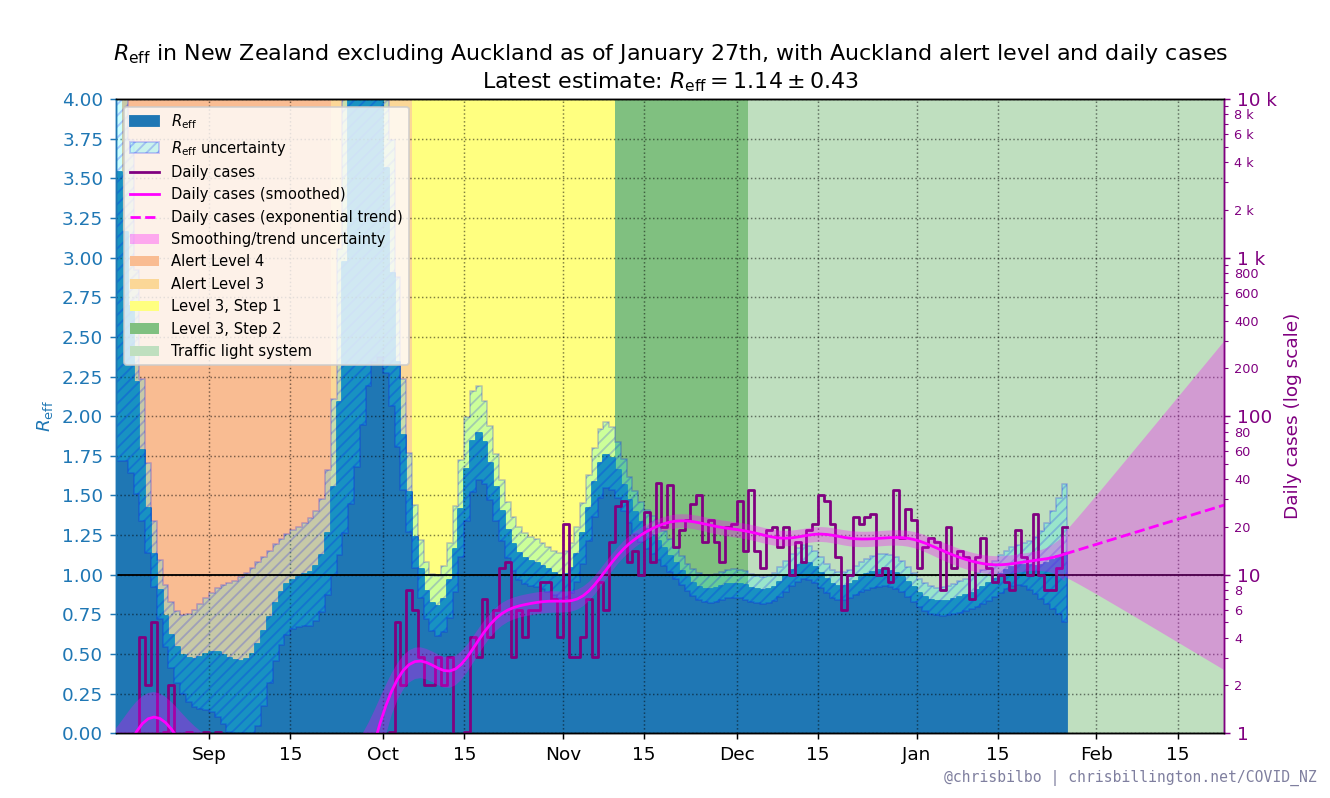 R_eff in New Zealand excluding Auckland as of January 27th, with Auckland alert level and daily cases
Latest estimate: R_eff = 1.14 ± 0.43
R_eff
R_eff uncertainty
Daily cases
Daily cases (smoothed)
Daily cases (exponential trend)
Smoothing/trend uncertainty
Alert Level 4
Alert Level 3
Level 3, Step 1
Level 3, Step 2
Traffic light system
R_eff
4.00
3.75
3.50
3.25
3.00
2.75
2.50
2.25
2.00
1.75
1.50
1.25
1.00
0.75
0.50
0.25
0.00
10 k
8 k
6 k
4 k
2 k
1 k
800
600
400
200
100
80
60
40
20
10
8
6
4
2
1
Daily cases (log scale)
Sep 15 Oct 15 Nov 15 Dec 15 Jan 15 Feb 15
@chrisbilbo | chrisbillington.net/COVID_NZ